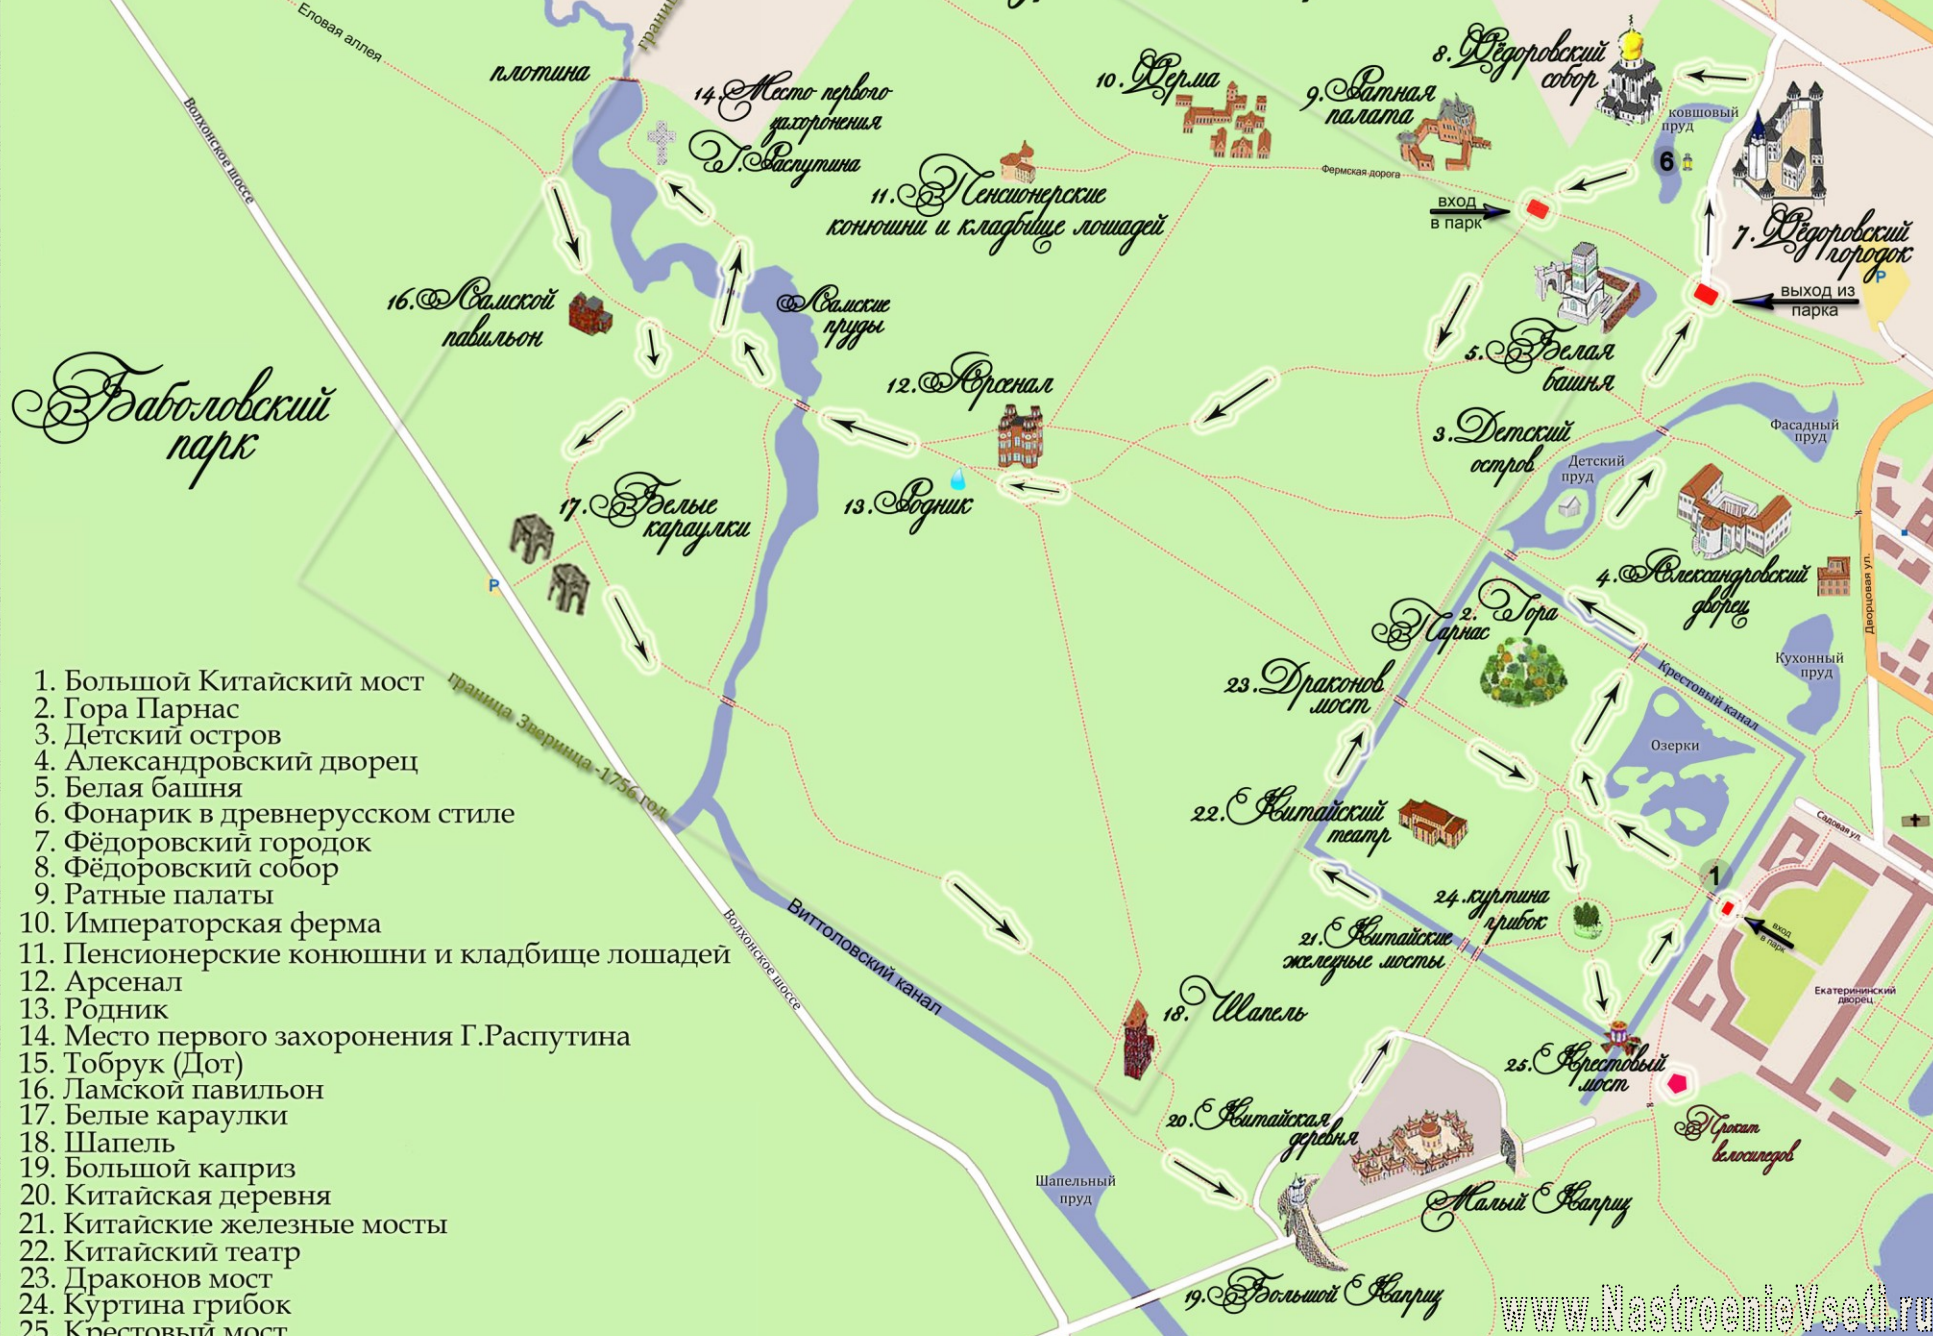 Еловая аллея
грани
плотина
14. Место первого
захоронения
Г. Распутина
10. Ферма
9. Ратная
палата
8. Фёдоровский
собор
ковшовый
пруд
6
Волхонское шоссе
11. Пенсионерские
конюшни и кладбище лошадей
Фермская дорога
вход
в парк
7. Фёдоровский
городок
P
выход из
парка
16. Ламской
павильон
Ламские
пруды
5. Белая
башня
Баболовский
парк
12. Арсенал
3. Детский
остров
Фасадный
пруд
Детский
пруд
13. Родник
17. Белые
караулки
P
4. Александровский
дворец
Дворцовая ул.
2. Гора
Парнас
23. Драконов
мост
Крестовый канал
Кухонный
пруд
Озерки
граница Зверинца -1756 год
22. Китайский
театр
Садовая ул.
1
24. куртина
грибок
вход
в парк
21. Китайские
железные мосты
Волхонское шоссе
Виттоловский канал
Екатерининский
дворец
18. Шапель
25. Крестовый
мост
20. Китайская
деревня
Прокат
велосипедов
Шапельный
пруд
Малый Каприз
19. Большой Каприз
1. Большой Китайский мост
2. Гора Парнас
3. Детский остров
4. Александровский дворец
5. Белая башня
6. Фонарик в древнерусском стиле
7. Фёдоровский городок
8. Фёдоровский собор
9. Ратные палаты
10. Императорская ферма
11. Пенсионерские конюшни и кладбище лошадей
12. Арсенал
13. Родник
14. Место первого захоронения Г.Распутина
15. Тобрук (Дот)
16. Ламской павильон
17. Белые караулки
18. Шапель
19. Большой каприз
20. Китайская деревня
21. Китайские железные мосты
22. Китайский театр
23. Драконов мост
24. Куртина грибок
25. Крестовый мост
www.NastroenieVseti.ru